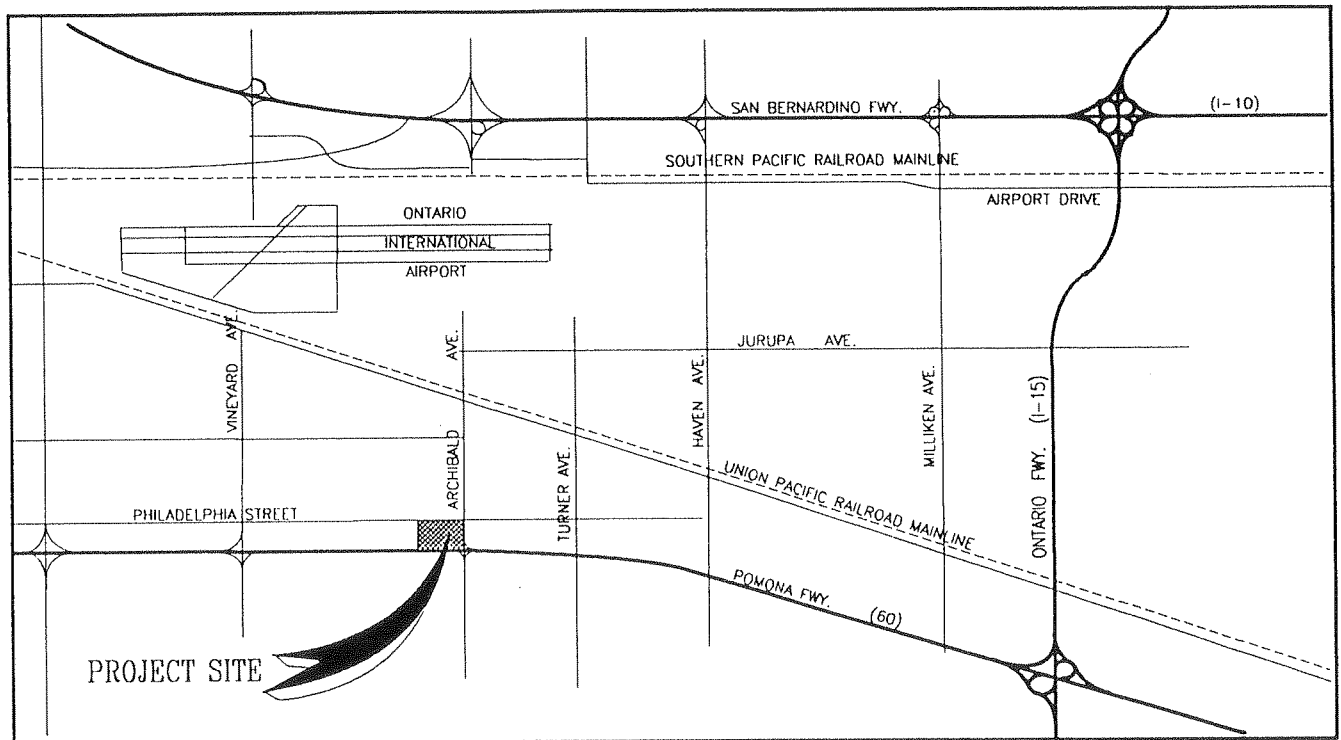 SAN BERNARDINO FWY.
(I-10)
SOUTHERN PACIFIC RAILROAD MAINLINE
AIRPORT DRIVE
ONTARIO
INTERNATIONAL
AIRPORT
VINEYARD AVE.
ARCHIBALD AVE.
TURNER AVE.
HAVEN AVE.
JURUPA AVE.
MILLIKEN AVE.
ONTARIO FWY. (I-15)
UNION PACIFIC RAILROAD MAINLINE
PHILADELPHIA STREET
POMONA FWY. (60)
PROJECT SITE